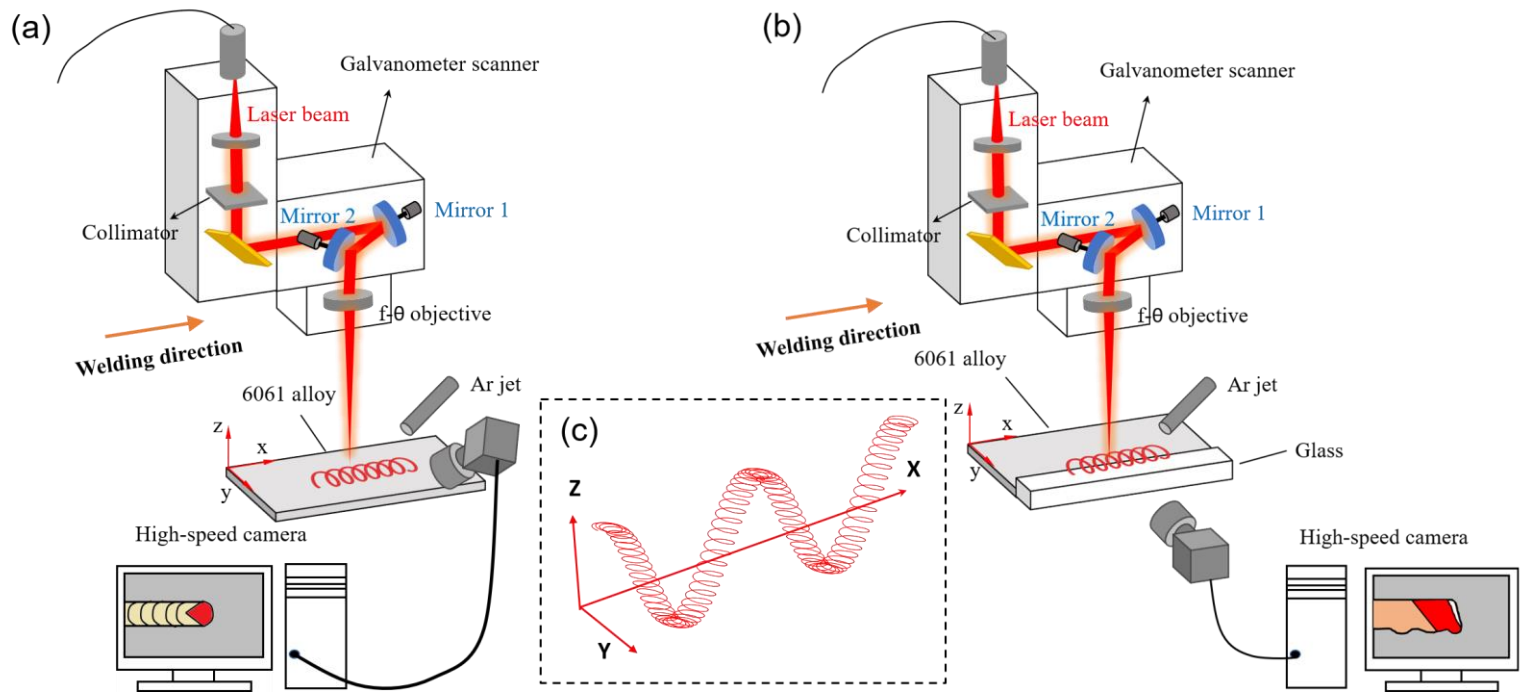 (a)
Galvanometer scanner
Laser beam
Mirror 2
Mirror 1
Collimator
f-θ objective
Welding direction
6061 alloy
Ar jet
z
x
y
High-speed camera
(b)
Galvanometer scanner
Laser beam
Mirror 2
Mirror 1
Collimator
f-θ objective
Welding direction
6061 alloy
Ar jet
z
x
y
Glass
High-speed camera
(c)
Z
X
Y